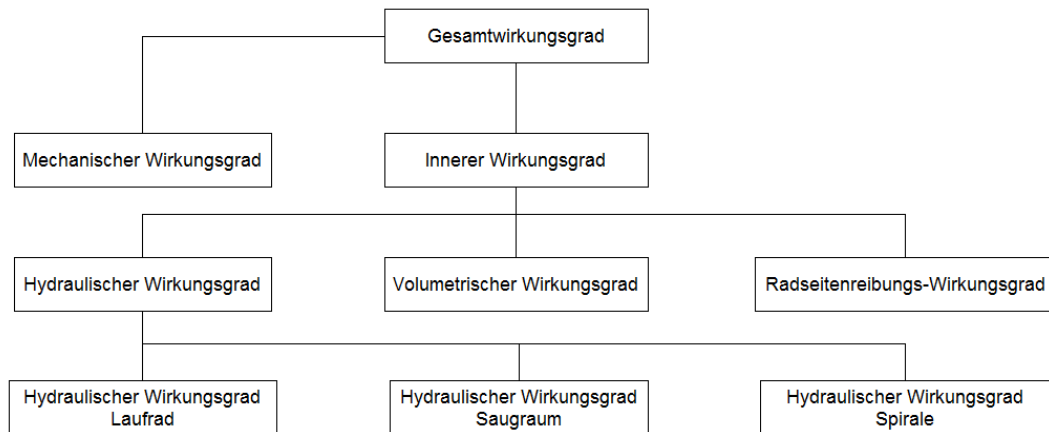 Gesamtwirkungsgrad
Mechanischer Wirkungsgrad
Innerer Wirkungsgrad
Hydraulischer Wirkungsgrad
Volumetrischer Wirkungsgrad
Radseitenreibungs-Wirkungsgrad
Hydraulischer Wirkungsgrad
Laufrad
Hydraulischer Wirkungsgrad
Saugraum
Hydraulischer Wirkungsgrad
Spirale